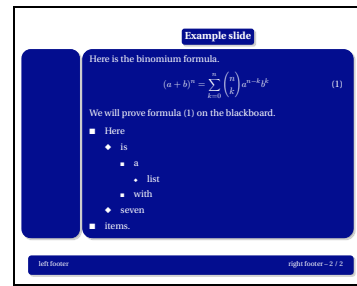 Example slide
Here is the binomium formula.
(a + b)^n = \sum_{k=0}^{n} \binom{n}{k} a^{n-k} b^k (1)
We will prove formula (1) on the blackboard.
■ Here
◆ is
■ a
◆ list
■ with
◆ seven
■ items.
left footer right footer – 2 / 2